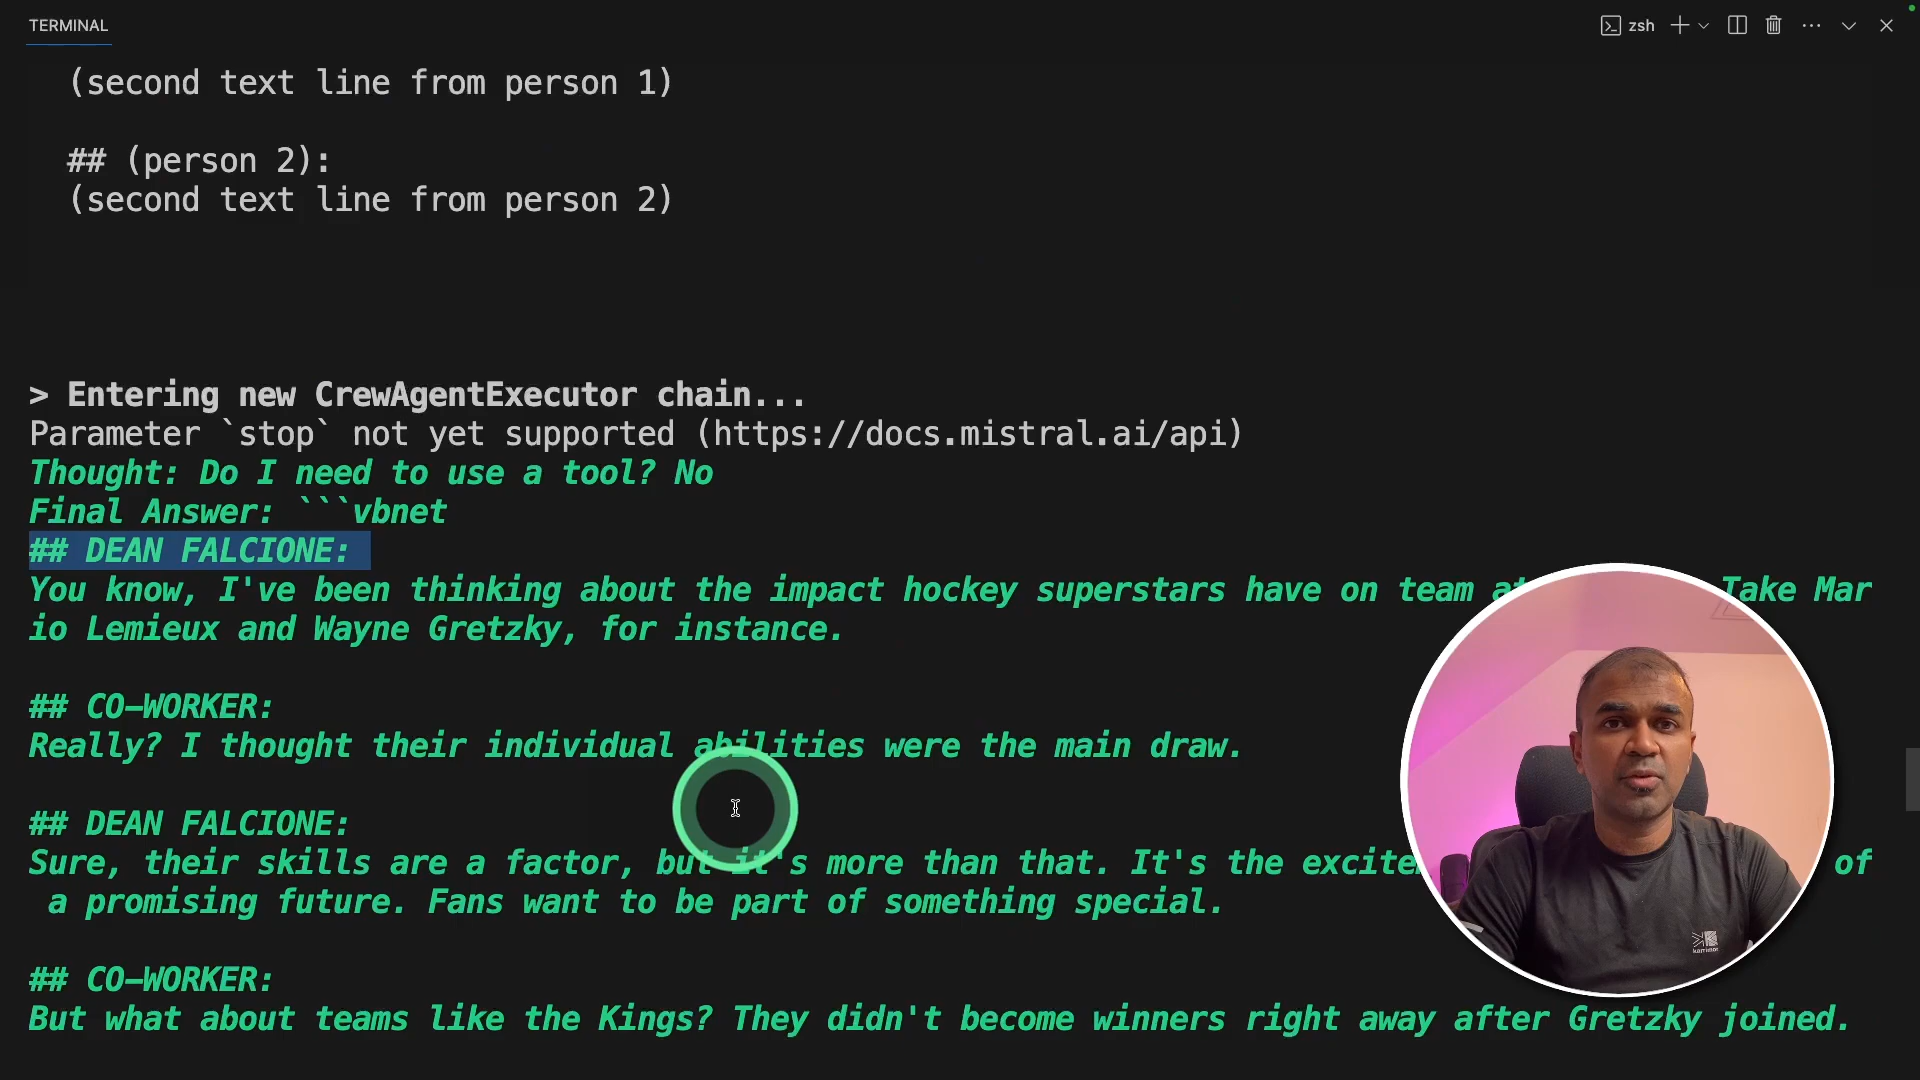 TERMINAL
zsh
(second text line from person 1)
## (person 2):
(second text line from person 2)
> Entering new CrewAgentExecutor chain...
Parameter `stop` not yet supported (https://docs.mistral.ai/api)
Thought: Do I need to use a tool? No
Final Answer: ```vbnet
## DEAN FALCIONE:
You know, I've been thinking about the impact hockey superstars have on team Take Mar
io Lemieux and Wayne Gretzky, for instance.
## CO-WORKER:
Really? I thought their individual abilities were the main draw.
## DEAN FALCIONE:
Sure, their skills are a factor, but it's more than that. It's the of
a promising future. Fans want to be part of something special.
## CO-WORKER:
But what about teams like the Kings? They didn't become winners right away after Gretzky joined.
karrimor